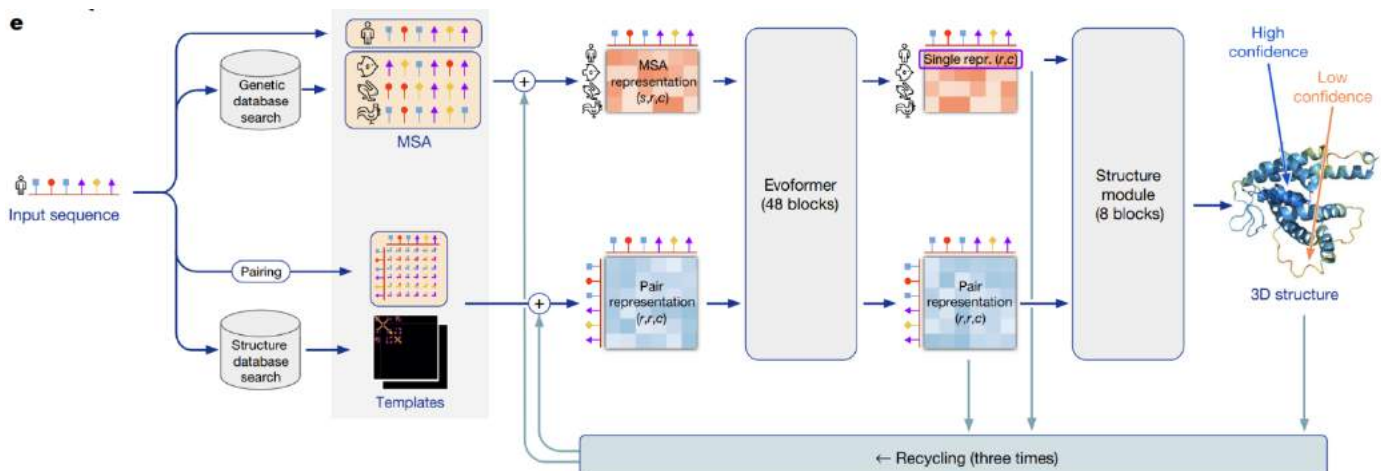 e
Genetic
database
search
MSA
Input sequence
Pairing
Structure
database
search
Templates
+
+
MSA
representation
(s,r,c)
Pair
representation
(r,r,c)
Evoformer
(48 blocks)
Single repr. (r,c)
Pair
representation
(r,r,c)
Structure
module
(8 blocks)
High
confidence
Low
confidence
3D structure
← Recycling (three times)